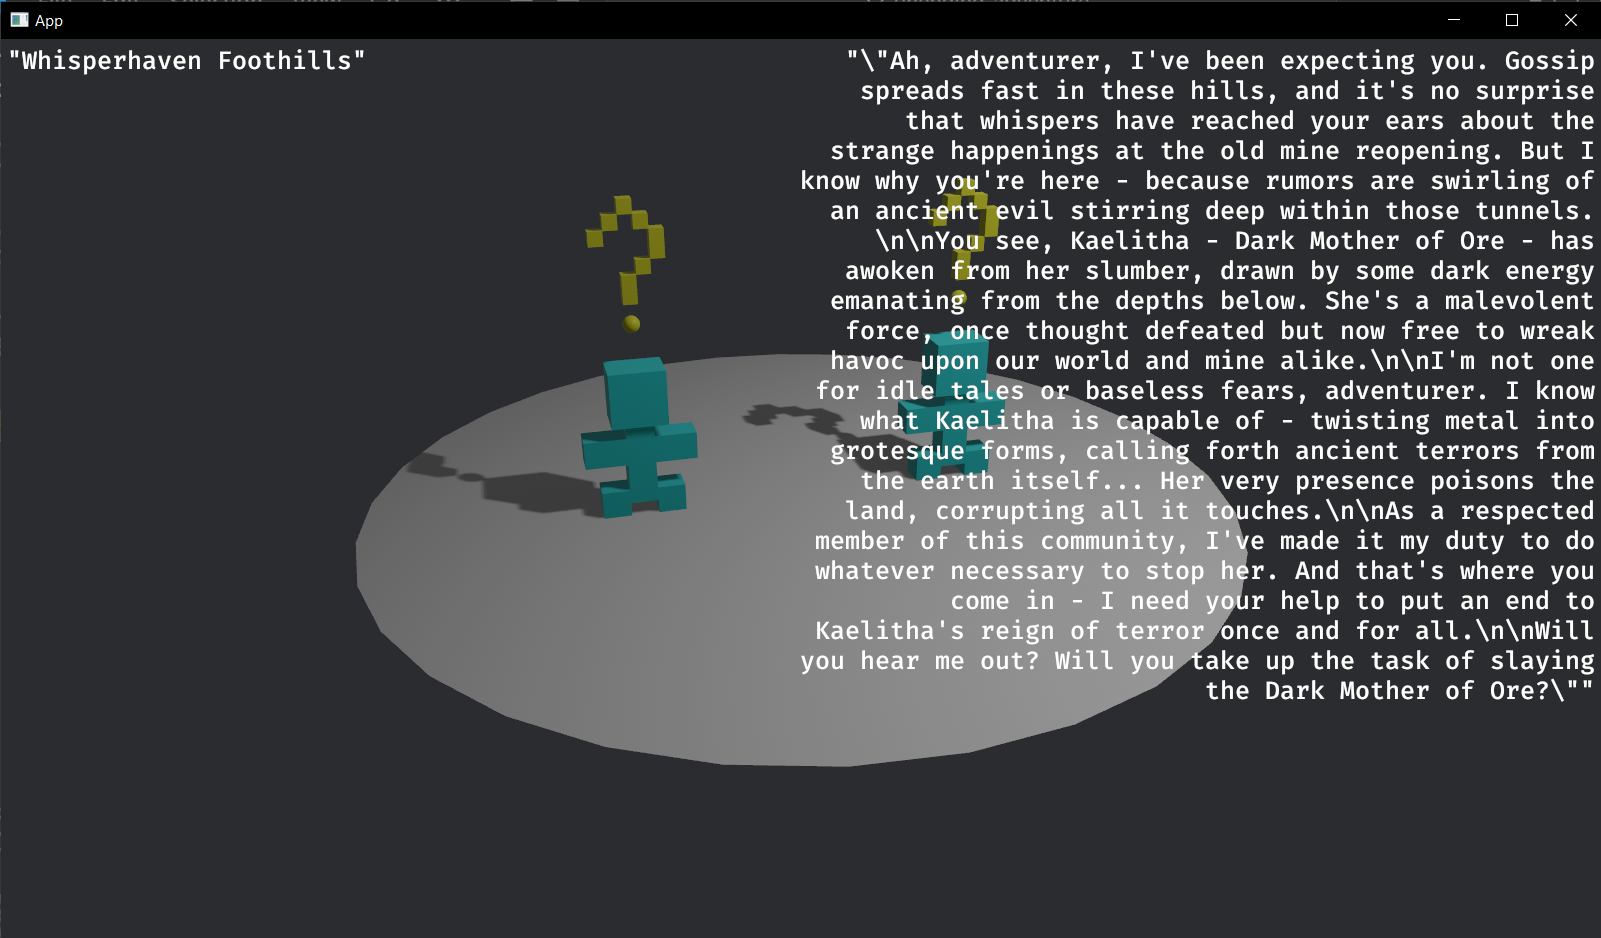 App
"Whisperhaven Foothills"
"\"Ah, adventurer, I've been expecting you. Gossip
spreads fast in these hills, and it's no surprise
that whispers have reached your ears about the
strange happenings at the old mine reopening. But I
know why you're here - because rumors are swirling of
an ancient evil stirring deep within those tunnels.
\n\nYou see, Kaelitha - Dark Mother of Ore - has
awoken from her slumber, drawn by some dark energy
emanating from the depths below. She's a malevolent
force, once thought defeated but now free to wreak
havoc upon our world and mine alike.\n\nI'm not one
for idle tales or baseless fears, adventurer. I know
what Kaelitha is capable of - twisting metal into
grotesque forms, calling forth ancient terrors from
the earth itself... Her very presence poisons the
land, corrupting all it touches.\n\nAs a respected
member of this community, I've made it my duty to do
whatever necessary to stop her. And that's where you
come in - I need your help to put an end to
Kaelitha's reign of terror once and for all.\n\nWill
you hear me out? Will you take up the task of slaying
the Dark Mother of Ore?\""